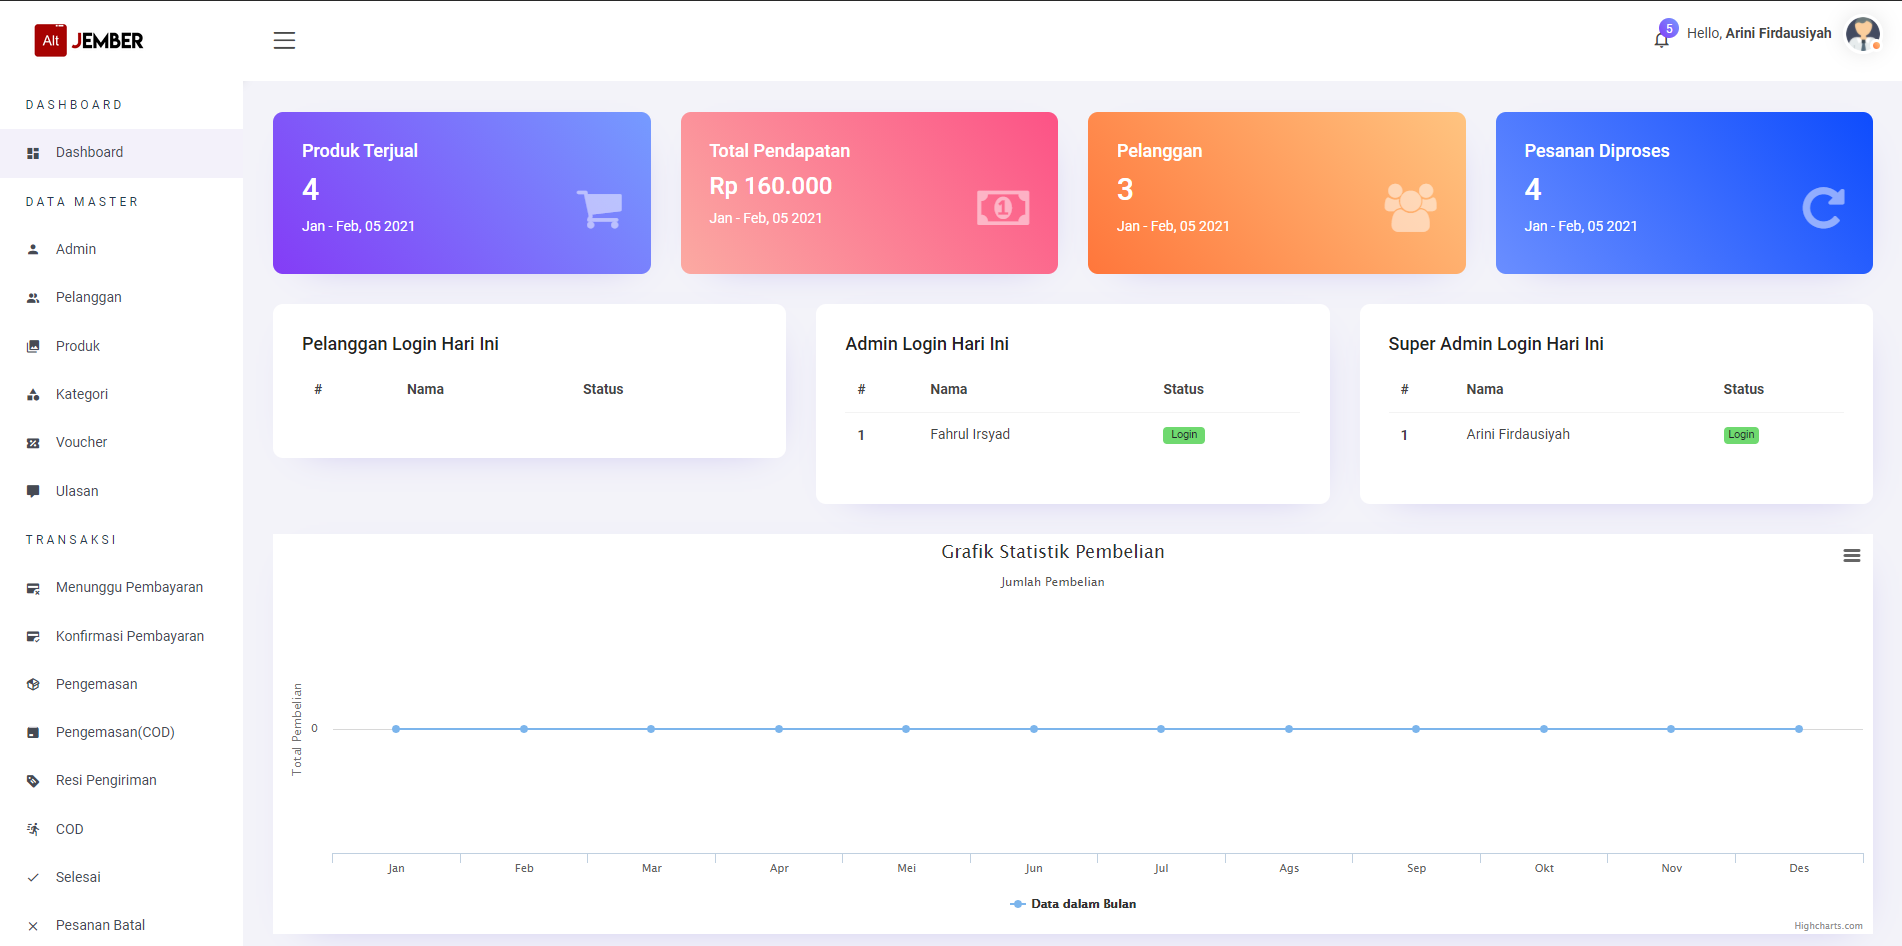 Alt JEMBER
5
Hello, Arini Firdausiyah
DASHBOARD
Dashboard
DATA MASTER
Admin
Pelanggan
Produk
Kategori
Voucher
Ulasan
TRANSAKSI
Menunggu Pembayaran
Konfirmasi Pembayaran
Pengemasan
Pengemasan(COD)
Resi Pengiriman
COD
Selesai
Pesanan Batal
Produk Terjual
4
Jan - Feb, 05 2021
Total Pendapatan
Rp 160.000
Jan - Feb, 05 2021
1
Pelanggan
3
Jan - Feb, 05 2021
Pesanan Diproses
4
Jan - Feb, 05 2021
Pelanggan Login Hari Ini
# Nama Status
Admin Login Hari Ini
# Nama Status
1 Fahrul Irsyad Login
Super Admin Login Hari Ini
# Nama Status
1 Arini Firdausiyah Login
Grafik Statistik Pembelian
Jumlah Pembelian
Total Pembelian
0
Jan Feb Mar Apr Mei Jun Jul Ags Sep Okt Nov Des
Data dalam Bulan
Highcharts.com